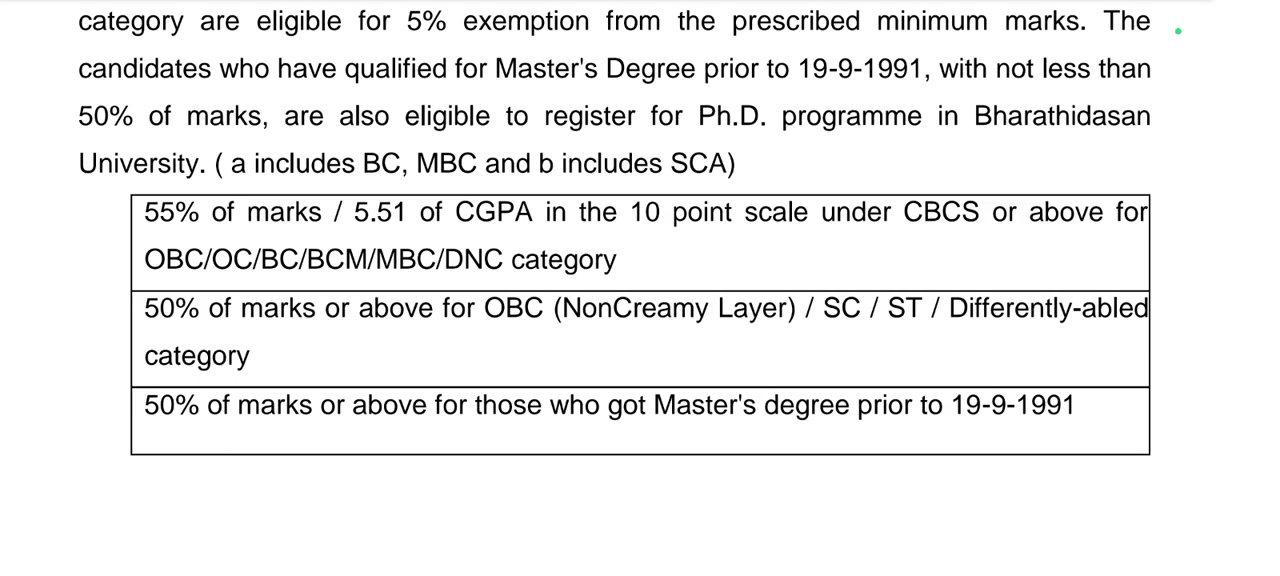 category are eligible for 5% exemption from the prescribed minimum marks. The
candidates who have qualified for Master's Degree prior to 19-9-1991, with not less than
50% of marks, are also eligible to register for Ph.D. programme in Bharathidasan
University. ( a includes BC, MBC and b includes SCA)
55% of marks / 5.51 of CGPA in the 10 point scale under CBCS or above for
OBC/OC/BC/BCM/MBC/DNC category
50% of marks or above for OBC (NonCreamy Layer) / SC / ST / Differently-abled
category
50% of marks or above for those who got Master's degree prior to 19-9-1991